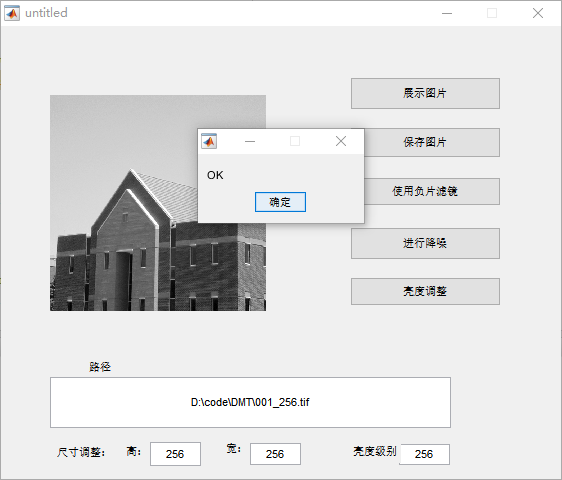 untitled
展示图片
保存图片
OK
确定
使用负片滤镜
进行降噪
亮度调整
路径
D:\code\DMT\001_256.tif
尺寸调整: 高: 256 宽: 256 亮度级别 256